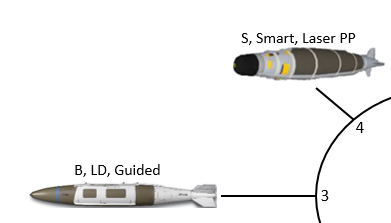 S, Smart, Laser PP
4
B, LD, Guided
3